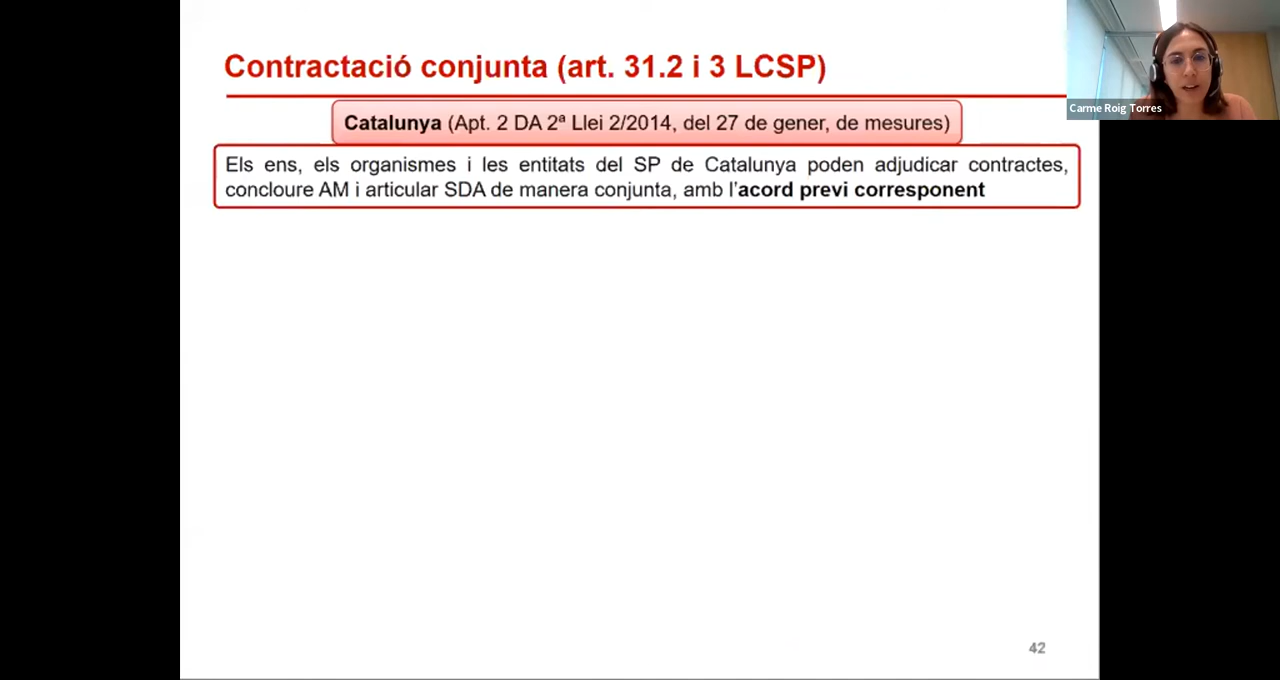 Contractació conjunta (art. 31.2 i 3 LCSP)
Carme Roig Torres
Catalunya (Apt. 2 DA 2ª Llei 2/2014, del 27 de gener, de mesures)
Els ens, els organismes i les entitats del SP de Catalunya poden adjudicar contractes,
concloure AM i articular SDA de manera conjunta, amb l'acord previ corresponent
42